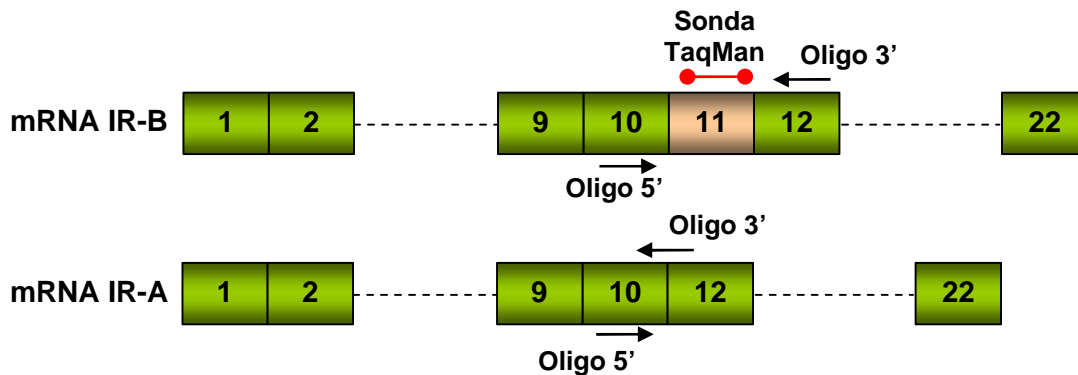 Sonda
TaqMan
Oligo 3’
mRNA IR-B
1 2 9 10 11 12 22
Oligo 5’
Oligo 3’
mRNA IR-A
1 2 9 10 12 22
Oligo 5’